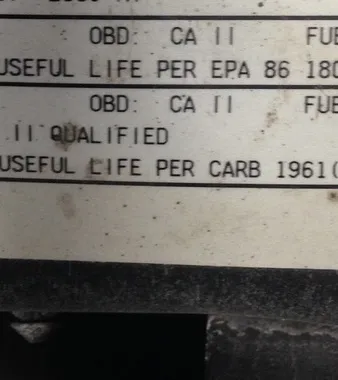 OBD: CA II FUE
USEFUL LIFE PER EPA 86 180
OBD: CA II FUE
II QUALIFIED
USEFUL LIFE PER CARB 1961(